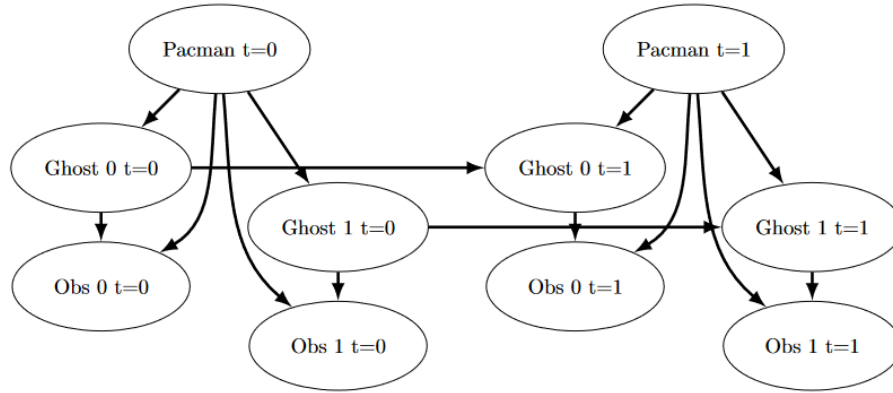 Pacman t=0
Pacman t=1
Ghost 0 t=0
Ghost 0 t=1
Ghost 1 t=0
Ghost 1 t=1
Obs 0 t=0
Obs 0 t=1
Obs 1 t=0
Obs 1 t=1